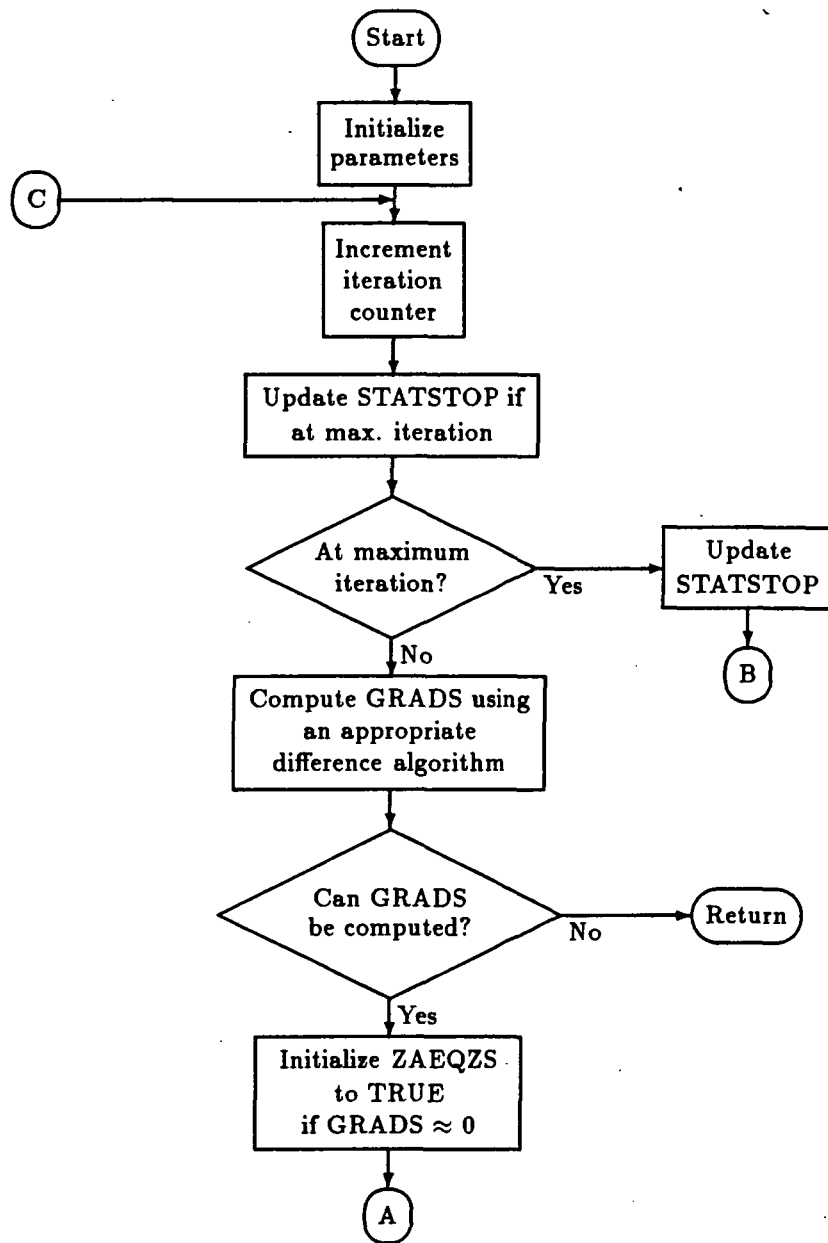 Start
Initialize
parameters
C
Increment
iteration
counter
Update STATSTOP if
at max. iteration
At maximum
iteration?
Yes
Update
STATSTOP
No
B
Compute GRADS using
an appropriate
difference algorithm
Can GRADS
be computed?
No
Return
Yes
Initialize ZAEQZS
to TRUE
if GRADS ≈ 0
A